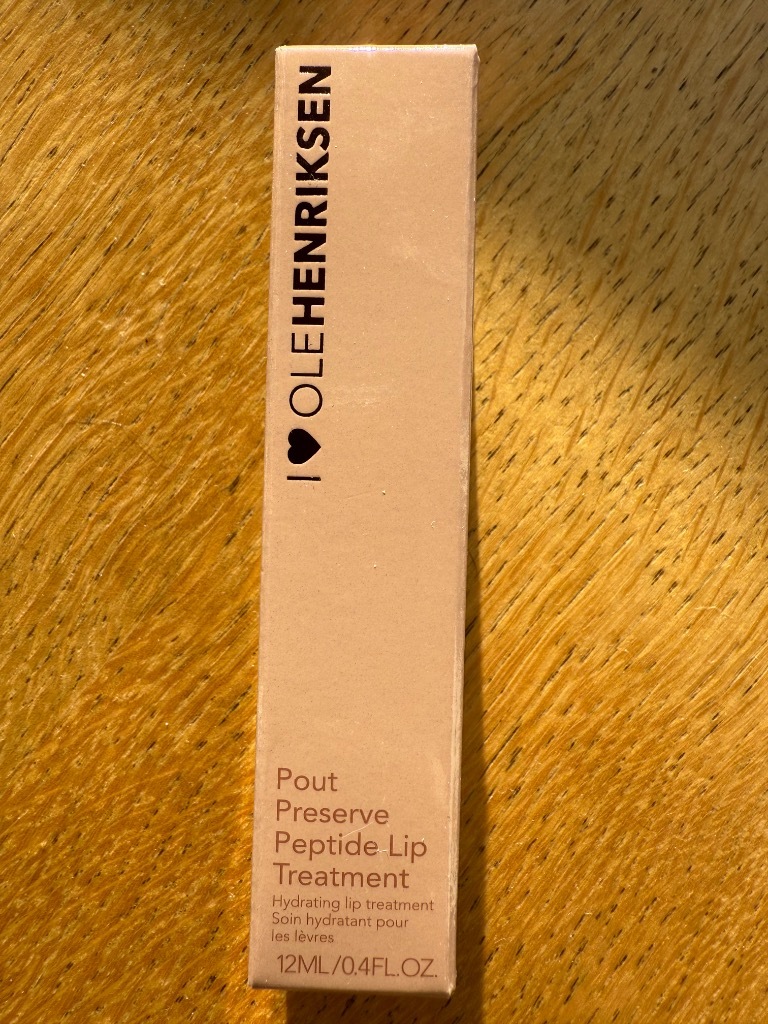 I ♥ OLEHENRIKSEN
Pout
Preserve
Peptide Lip
Treatment
Hydrating lip treatment
Soin hydratant pour
les lèvres
12ML/0.4FL.OZ.